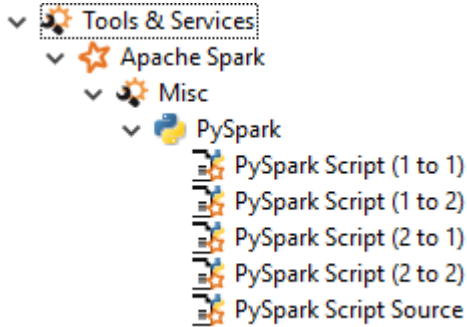 Tools & Services
Apache Spark
Misc
PySpark
PySpark Script (1 to 1)
PySpark Script (1 to 2)
PySpark Script (2 to 1)
PySpark Script (2 to 2)
PySpark Script Source